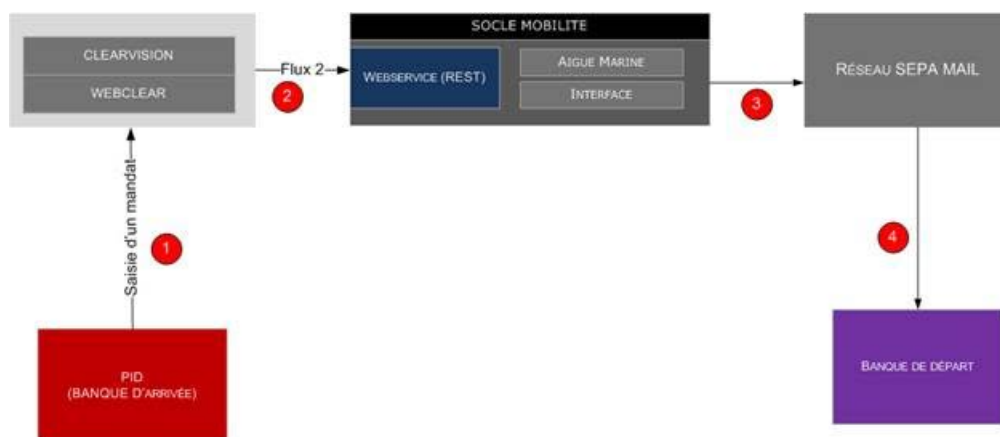 SOCLE MOBILITE
CLEARVISION
WEBCLEAR
Flux 2
2
WEBSERVICE (REST)
AIGUE MARINE
INTERFACE
3
RÉSEAU SEPA MAIL
Saisie d'un mandat
1
4
PID
(BANQUE D'ARRIVÉE)
BANQUE DE DÉPART